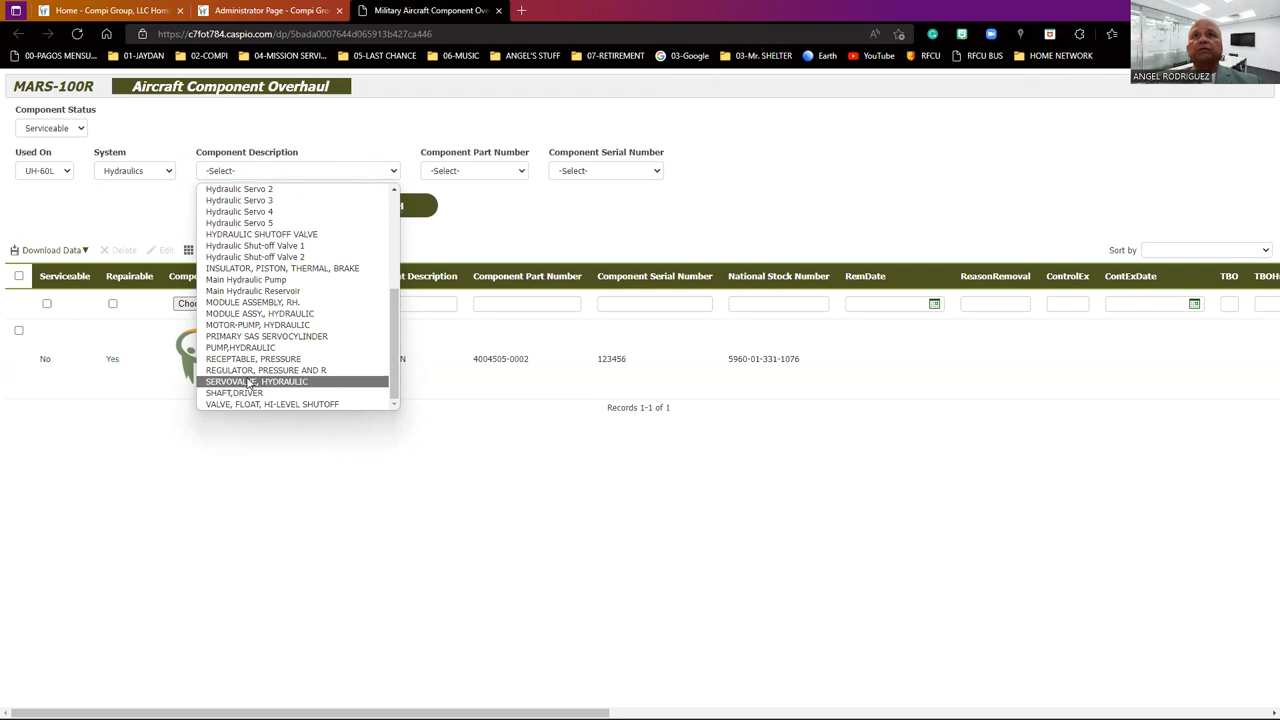 Home - Compi Group, LLC Hom
Administrator Page - Compi Gro
Military Aircraft Component Ove
https://c7fot784.caspio.com/dp/5bada0007644d065913b427ca446
00-PAGOS MENSU...
01-JAYDAN
02-COMPI
04-MISSION SERVI...
05-LAST CHANCE
06-MUSIC
ANGEL'S STUFF
07-RETIREMENT
03-Google
03-Mr. SHELTER
Earth
YouTube
RFCU
RFCU BUS
HOME NETWORK
ANGEL RODRIGUEZ
MARS-100R
Aircraft Component Overhaul
Component Status
Serviceable
Used On
System
Component Description
Component Part Number
Component Serial Number
UH-60L
Hydraulics
-Select-
-Select-
-Select-
Hydraulic Servo 2
Hydraulic Servo 3
Hydraulic Servo 4
Hydraulic Servo 5
HYDRAULIC SHUTOFF VALVE
Hydraulic Shut-off Valve 1
Hydraulic Shut-off Valve 2
INSULATOR, PISTON, THERMAL, BRAKE
Main Hydraulic Pump
Main Hydraulic Reservoir
MODULE ASSEMBLY, RH.
MODULE ASSY., HYDRAULIC
MOTOR-PUMP, HYDRAULIC
PRIMARY SAS SERVOCYLINDER
PUMP,HYDRAULIC
RECEPTABLE, PRESSURE
REGULATOR, PRESSURE AND R
SERVOVALVE, HYDRAULIC
SHAFT,DRIVER
VALVE, FLOAT, HI-LEVEL SHUTOFF
H
Download Data
Delete
Edit
Sort by
Serviceable
Repairable
Compo
nt Description
Component Part Number
Component Serial Number
National Stock Number
RemDate
ReasonRemoval
ControlEx
ContExDate
TBO
TBOH
Choo
No
Yes
N
4004505-0002
123456
5960-01-331-1076
Records 1-1 of 1